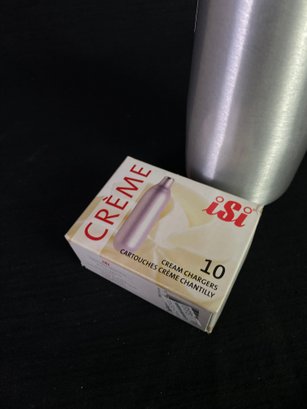 CRÈME
iSi
10
CREAM CHARGERS
CARTOUCHES CRÈME CHANTILLY